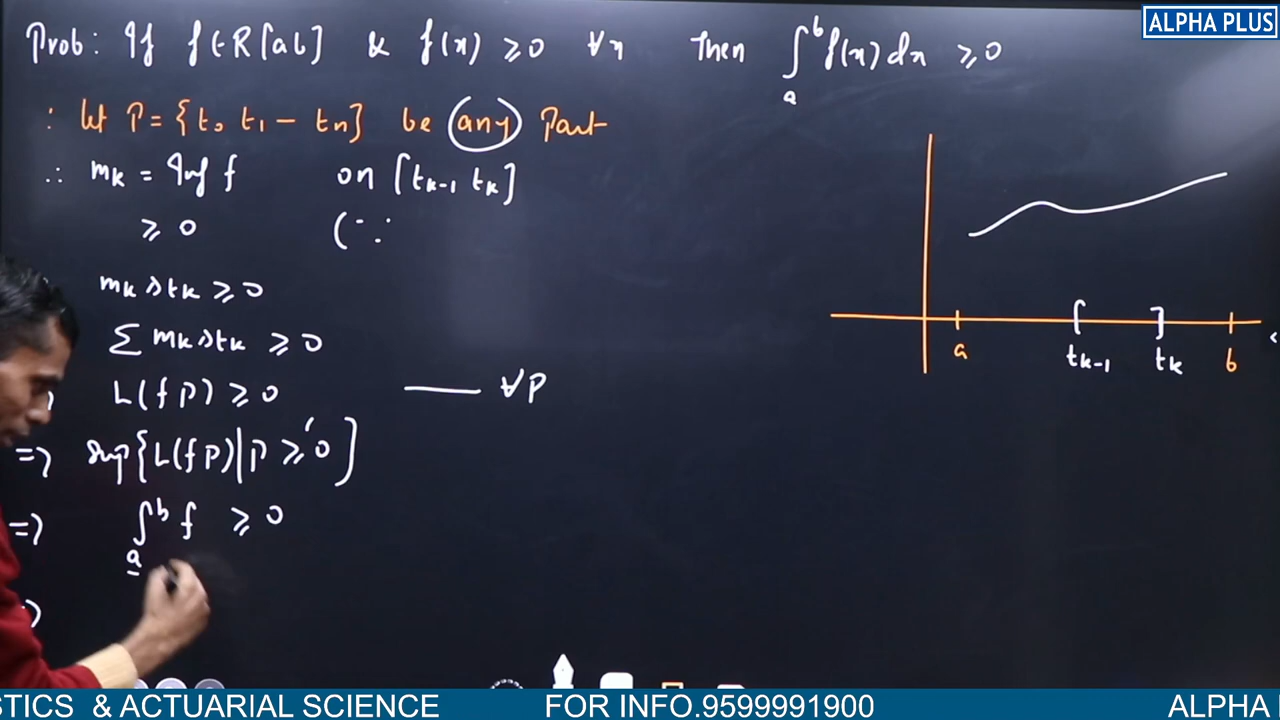 ALPHA PLUS
Prob: If f∈R[ab] & f(x) ≥0 ∀x Then ∫ₐᵇ f(x)dx ≥0
∴ let P={t₀ t₁ - tn} be any Part
∴ mk = Inf f on [tk-1 tk]
≥ 0 (∵
mk Δtk ≥ 0
∑ mk Δtk ≥ 0
L(f P) ≥ 0 — ∀P
=> sup{L(f P)|P ≥ 0}
=> ∫ₐᵇ f ≥ 0
a tk-1 tk b
STICS & ACTUARIAL SCIENCE FOR INFO.9599991900 ALPHA